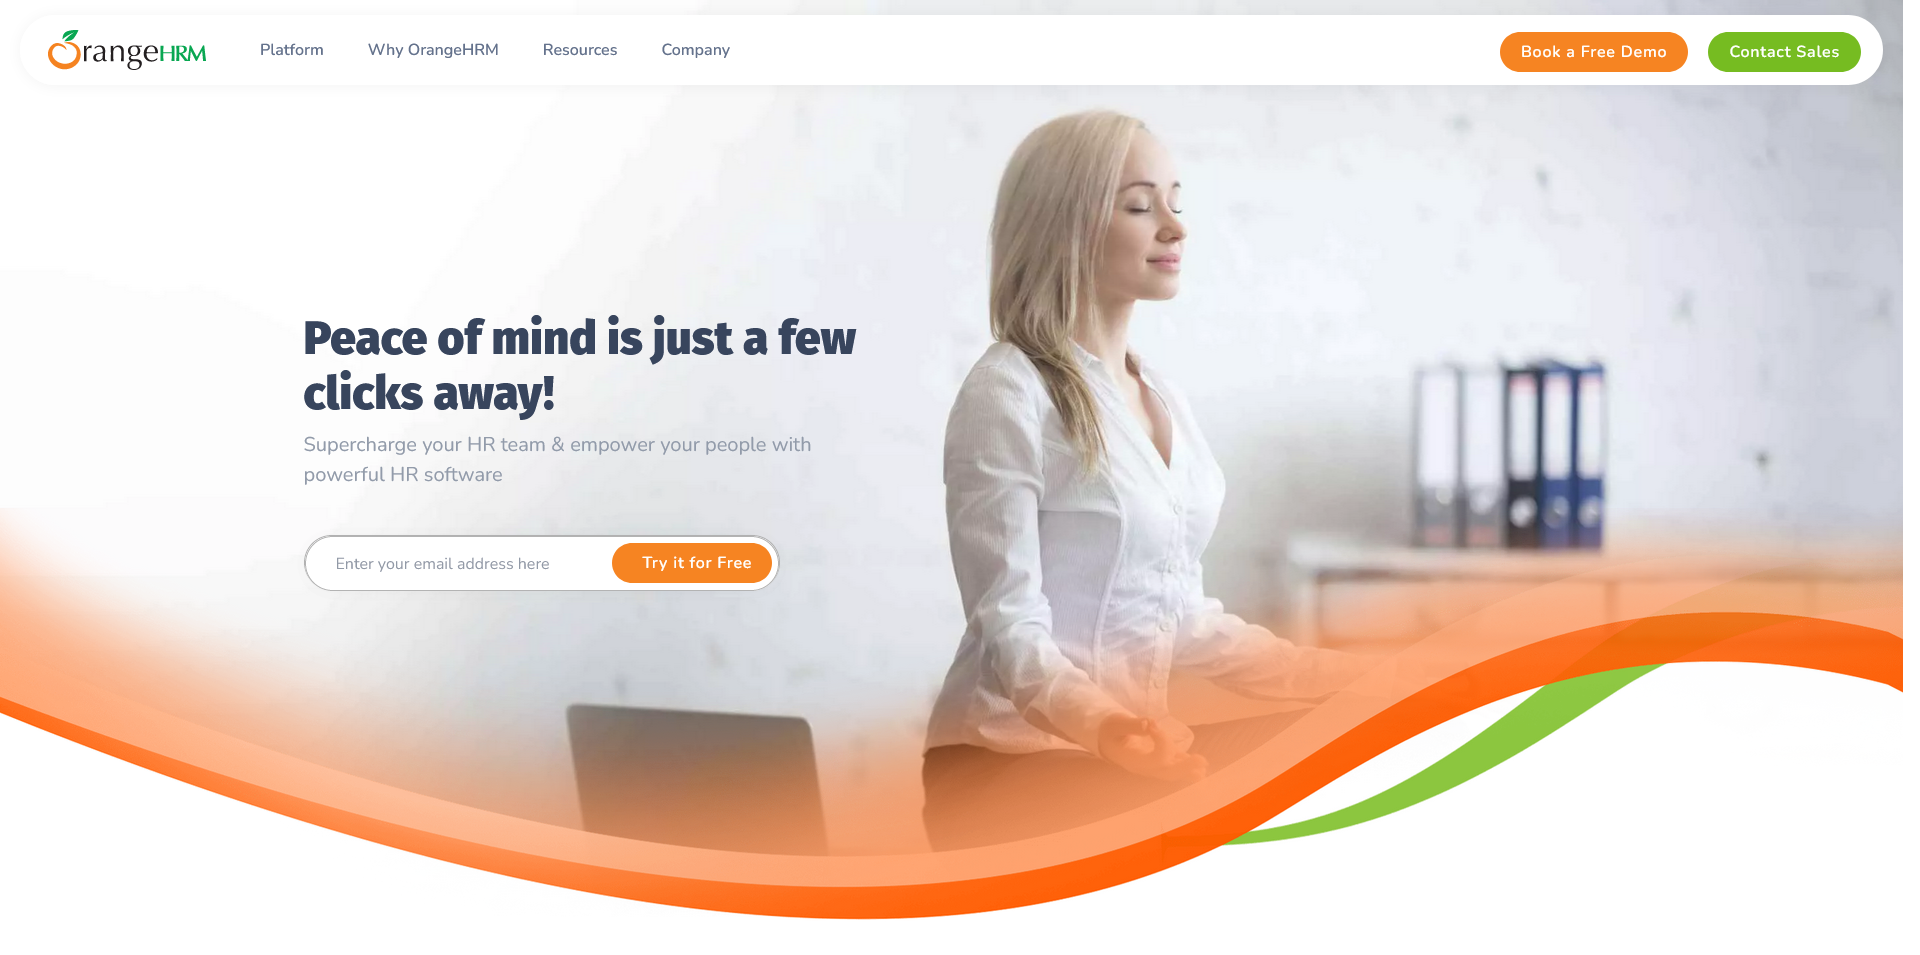 OrangeHRM
Platform
Why OrangeHRM
Resources
Company
Book a Free Demo
Contact Sales
Peace of mind is just a few
clicks away!
Supercharge your HR team & empower your people with
powerful HR software
Enter your email address here
Try it for Free